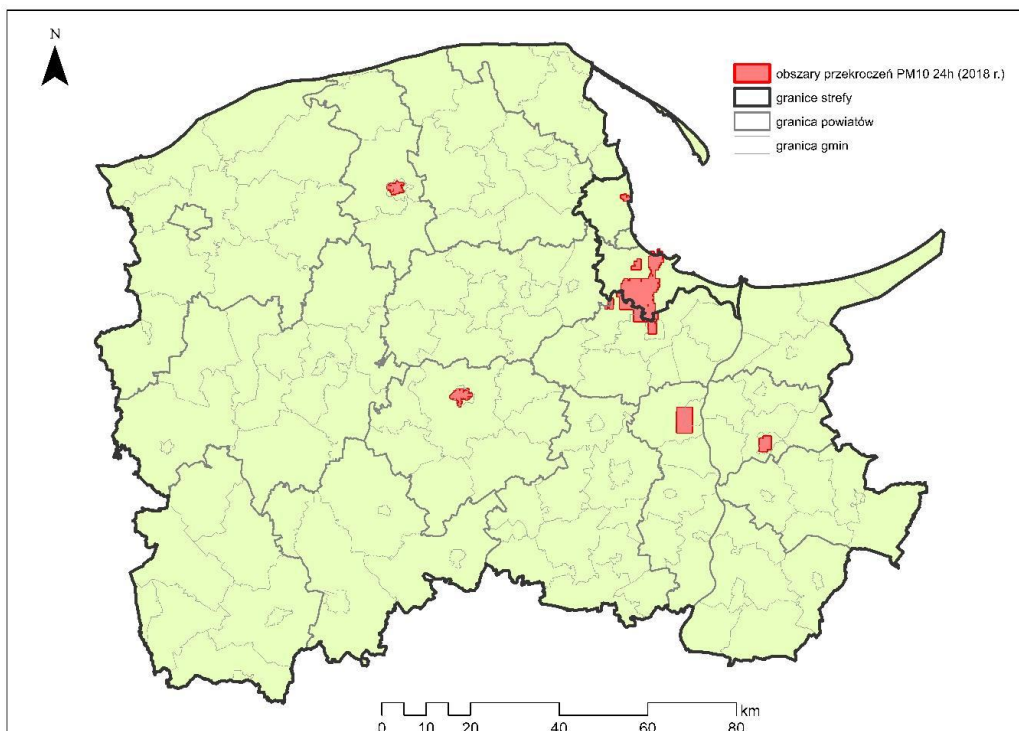 N
obszary przekroczeń PM10 24h (2018 r.)
granice strefy
granica powiatów
granica gmin
km
0 10 20 40 60 80